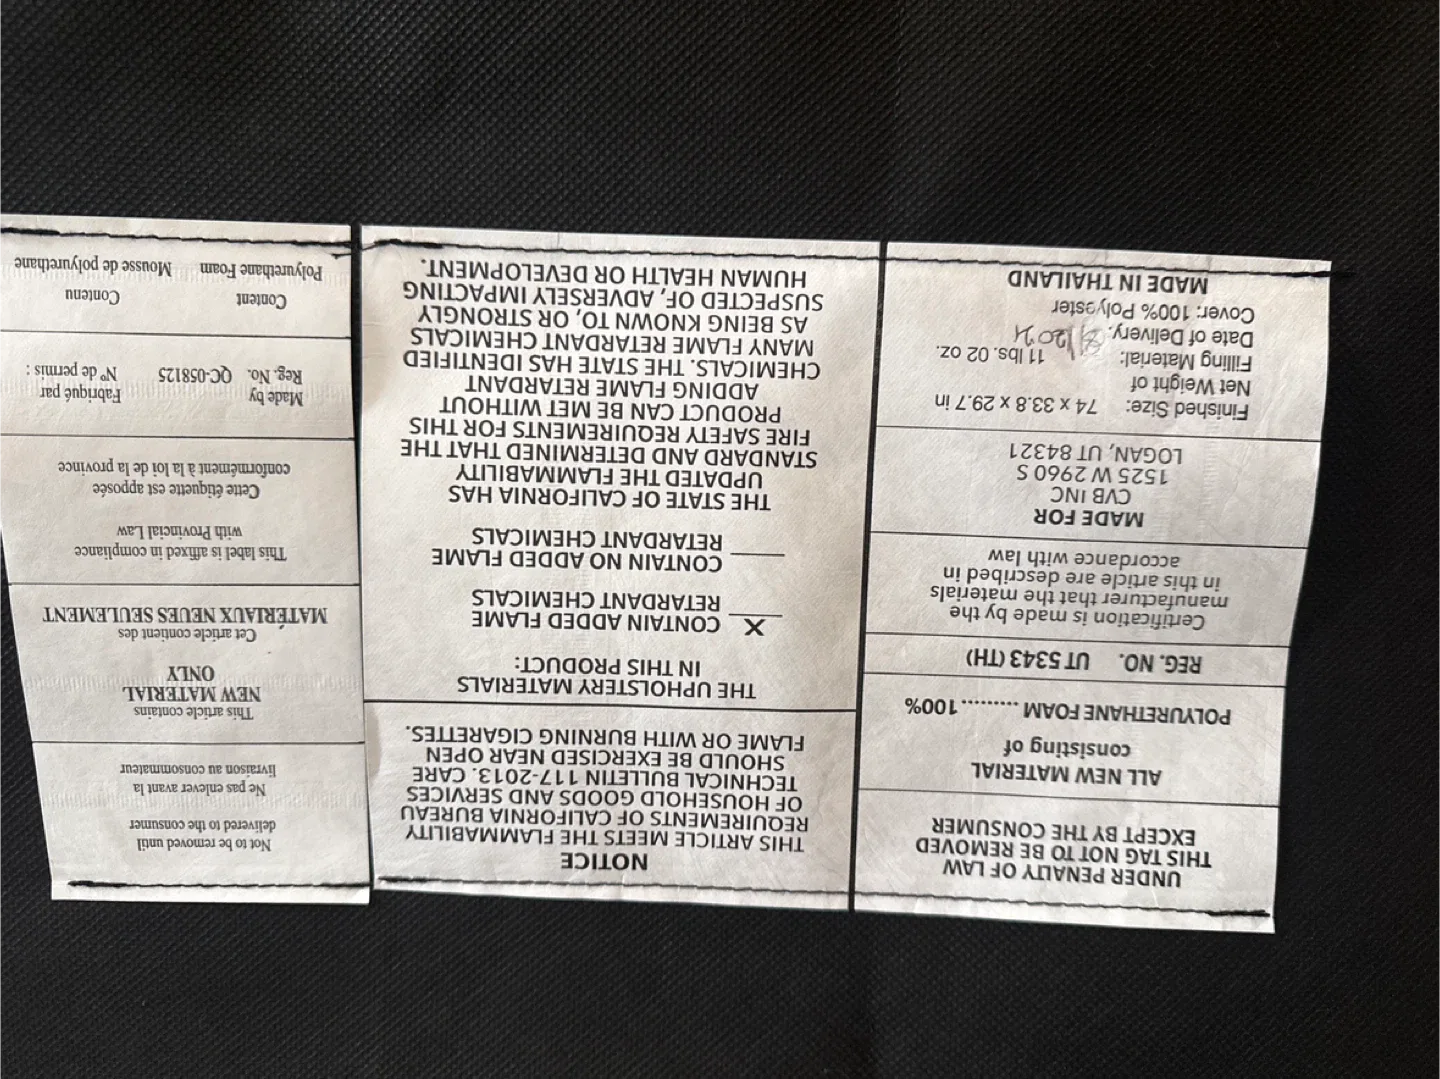 UNDER PENALTY OF LAW
THIS TAG NOT TO BE REMOVED
EXCEPT BY THE CONSUMER
ALL NEW MATERIAL
consisting of
POLYURETHANE FOAM .......... 100%
REG. NO. UT 5343 (TH)
Certification is made by the
manufacturer that the materials
in this article are described in
accordance with law
MADE FOR
CVB INC
1525 W 2960 S
LOGAN, UT 84321
Finished Size: 74 x 33.8 x 29.7 in
Net Weight of
Filling Material: 11 lbs. 02 oz.
Date of Delivery:
Cover: 100% Polyester
MADE IN THAILAND
NOTICE
THIS ARTICLE MEETS THE FLAMMABILITY
REQUIREMENTS OF CALIFORNIA BUREAU
OF HOUSEHOLD GOODS AND SERVICES
TECHNICAL BULLETIN 117-2013. CARE
SHOULD BE EXERCISED NEAR OPEN
FLAME OR WITH BURNING CIGARETTES.
THE UPHOLSTERY MATERIALS
IN THIS PRODUCT:
X CONTAIN ADDED FLAME
RETARDANT CHEMICALS
____ CONTAIN NO ADDED FLAME
RETARDANT CHEMICALS
THE STATE OF CALIFORNIA HAS
UPDATED THE FLAMMABILITY
STANDARD AND DETERMINED THAT THE
FIRE SAFETY REQUIREMENTS FOR THIS
PRODUCT CAN BE MET WITHOUT
ADDING FLAME RETARDANT
CHEMICALS. THE STATE HAS IDENTIFIED
MANY FLAME RETARDANT CHEMICALS
AS BEING KNOWN TO, OR STRONGLY
SUSPECTED OF, ADVERSELY IMPACTING
HUMAN HEALTH OR DEVELOPMENT.
Not to be removed until
delivered to the consumer
Ne pas enlever avant la
livraison au consommateur
This article contains
NEW MATERIAL
ONLY
Cet article contient des
MATÉRIAUX NEUES SEULEMENT
This label is affixed in compliance
with Provincial Law
Cette étiquette est apposée
conformément à la loi de la province
Made by Fabriqué par
Reg. No. QC-058125 Nº de permis :
Content Contenu
Polyurethane Foam Mousse de polyuréthane